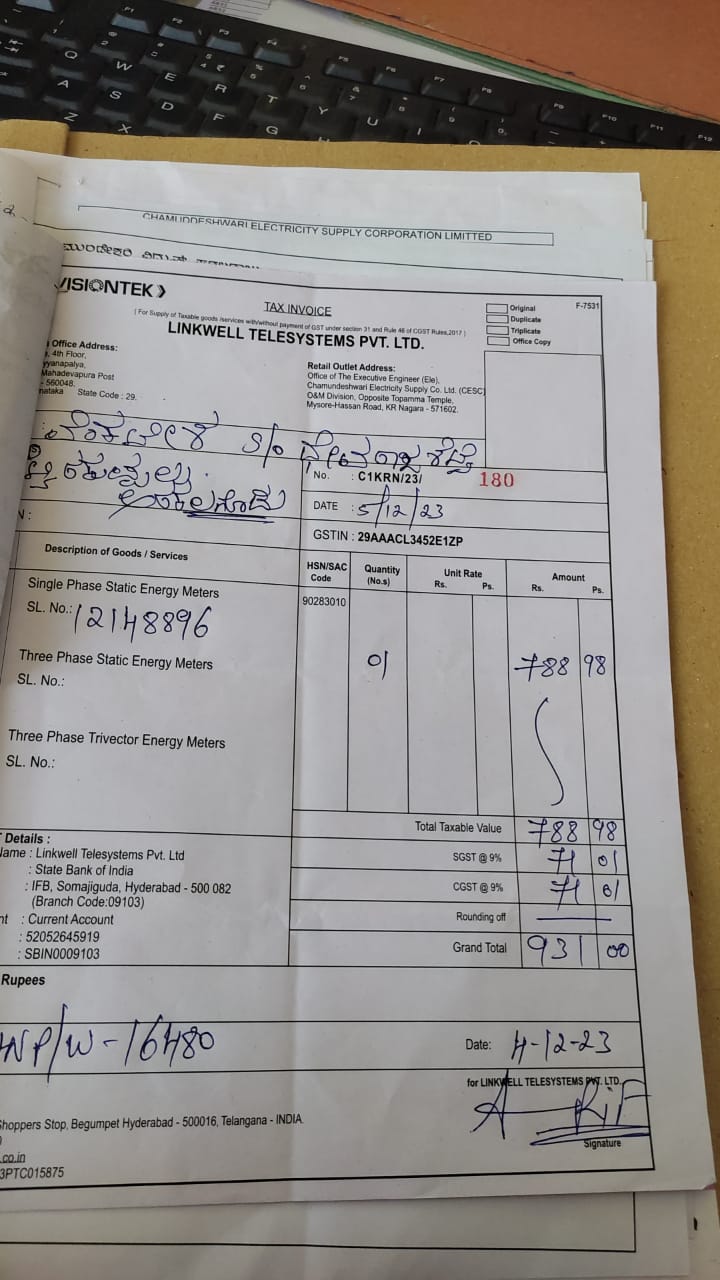 CHAMUDDESHWARI ELECTRICITY SUPPLY CORPORATION LIMITTED
VISIONTEK
F-7531
TAX INVOICE
( For Supply of Taxable goods /services with/without payment of GST under section 31 and Rule 46 of CGST Rules,2017 )
LINKWELL TELESYSTEMS PVT. LTD.
Original
Duplicate
Triplicate
Office Copy
Office Address:
4th Floor,
yyanapalya,
Mahadevapura Post
- 560048.
nataka State Code : 29.
Retail Outlet Address:
Office of The Executive Engineer (Ele),
Chamundeshwari Electricity Supply Co. Ltd. (CESC)
O&M Division, Opposite Topamma Temple,
Mysore-Hassan Road, KR Nagara - 571602.
S/o
No. : C1KRN/23/ 180
DATE : 5/12/23
N :
GSTIN : 29AAACL3452E1ZP
Description of Goods / Services
HSN/SAC Code
Quantity (No.s)
Unit Rate Rs. Ps.
Amount Rs. Ps.
Single Phase Static Energy Meters
90283010
SL. No.: 12148896
Three Phase Static Energy Meters 01 788 98
SL. No.:
Three Phase Trivector Energy Meters
SL. No.:
Total Taxable Value 788 98
SGST @ 9% 71 01
CGST @ 9% 71 01
Rounding off
Grand Total 931 00
Details :
Name : Linkwell Telesystems Pvt. Ltd
: State Bank of India
: IFB, Somajiguda, Hyderabad - 500 082
(Branch Code:09103)
nt : Current Account
: 52052645919
: SBIN0009103
Rupees
NP/W-16480
Date: 4-12-23
for LINKWELL TELESYSTEMS PVT. LTD.
Signature
Shoppers Stop, Begumpet Hyderabad - 500016, Telangana - INDIA.
.co.in
3PTC015875